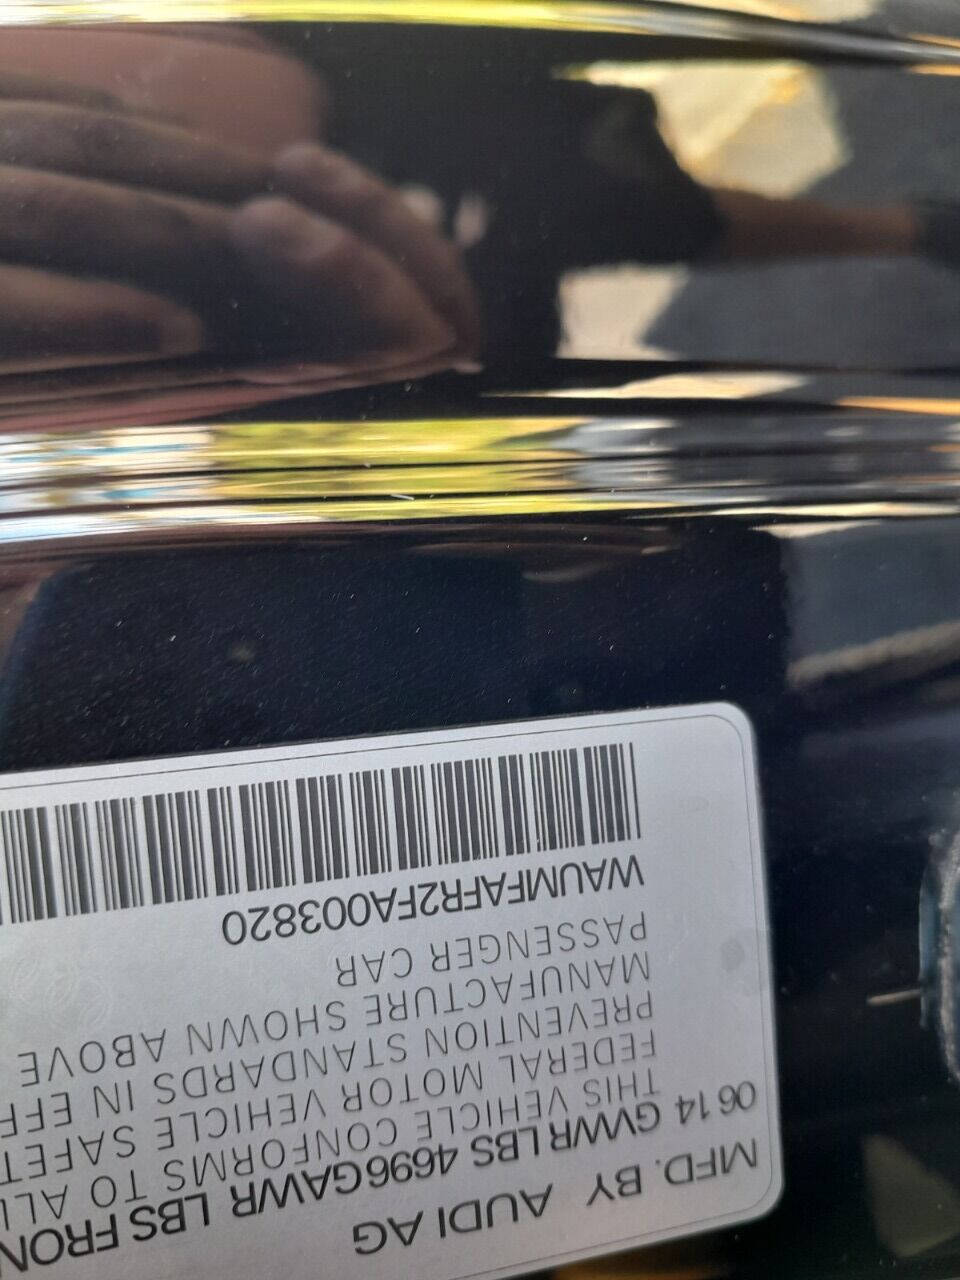 MFD. BY AUDI AG
06 14 GVWR LBS 4696 GAWR LBS FRON
THIS VEHICLE CONFORMS TO ALL
FEDERAL MOTOR VEHICLE SAFET
PREVENTION STANDARDS IN EFF
MANUFACTURE SHOWN ABOVE
PASSENGER CAR
WAUMFAFR2FA003820